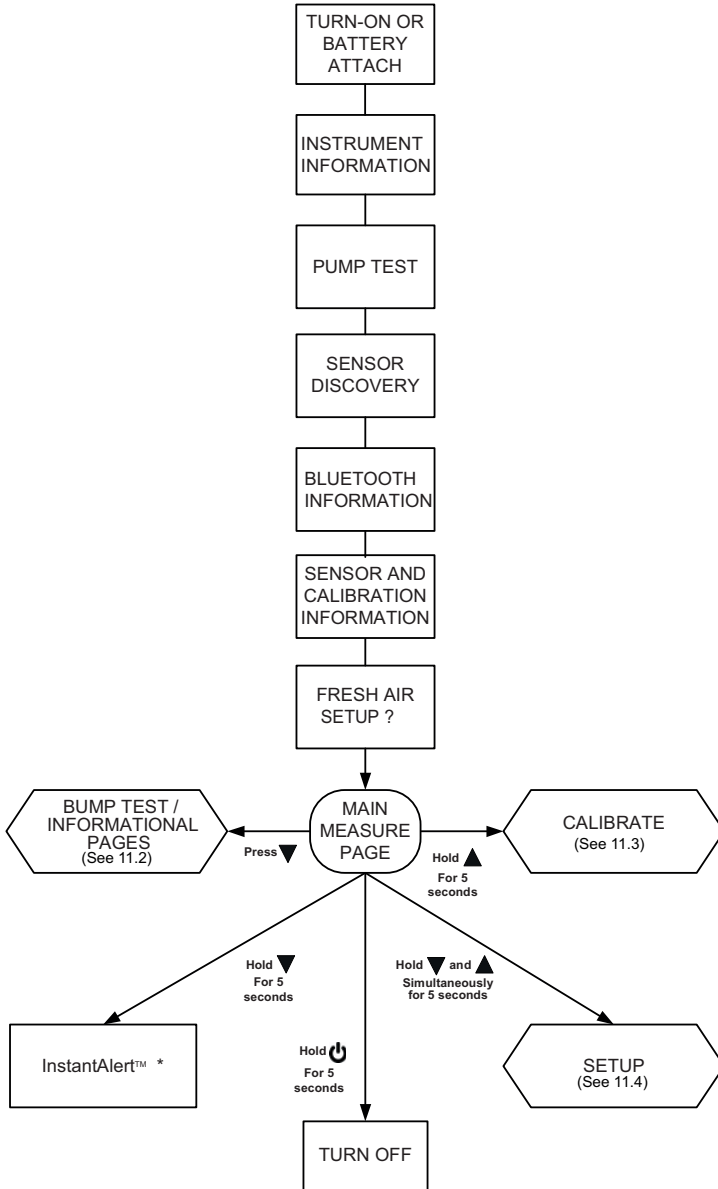 TURN-ON OR
BATTERY
ATTACH
INSTRUMENT
INFORMATION
PUMP TEST
SENSOR
DISCOVERY
BLUETOOTH
INFORMATION
SENSOR AND
CALIBRATION
INFORMATION
FRESH AIR
SETUP ?
BUMP TEST /
INFORMATIONAL
PAGES
(See 11.2)
Press ▼
MAIN
MEASURE
PAGE
Hold ▲
For 5
seconds
CALIBRATE
(See 11.3)
Hold ▼
For 5
seconds
Hold ▼ and ▲
Simultaneously
for 5 seconds
InstantAlert™ *
Hold ⏻
For 5
seconds
SETUP
(See 11.4)
TURN OFF